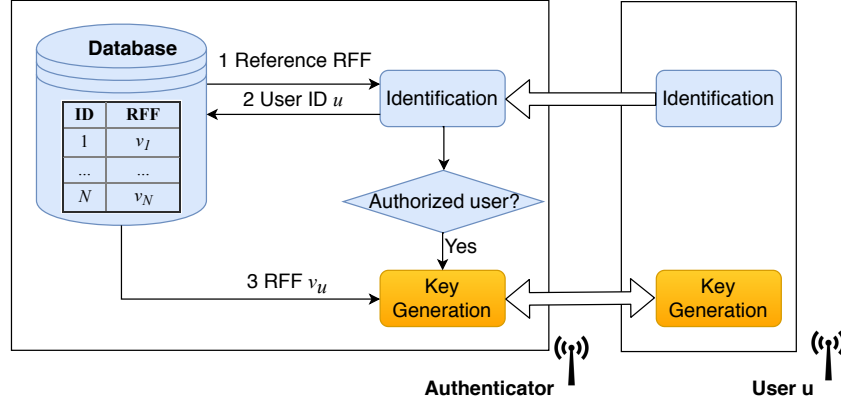 Database
1 Reference RFF
2 User ID u
Identification
Identification
ID RFF
1 v1
... ...
N vN
Authorized user?
Yes
3 RFF vu
Key
Generation
Key
Generation
Authenticator
User u